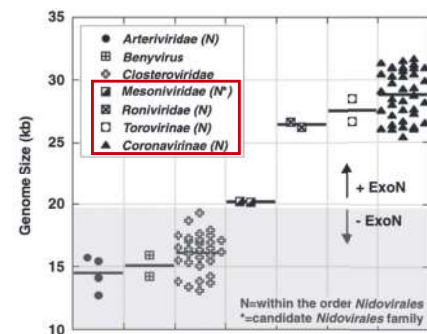 35
30
25
20
15
10
Genome Size (kb)
Arteriviridae (N)
Benyvirus
Closteroviridae
Mesoniviridae (N*)
Roniviridae (N)
Torovirinae (N)
Coronavirinae (N)
+ ExoN
- ExoN
N=within the order Nidovirales
*=candidate Nidovirales family